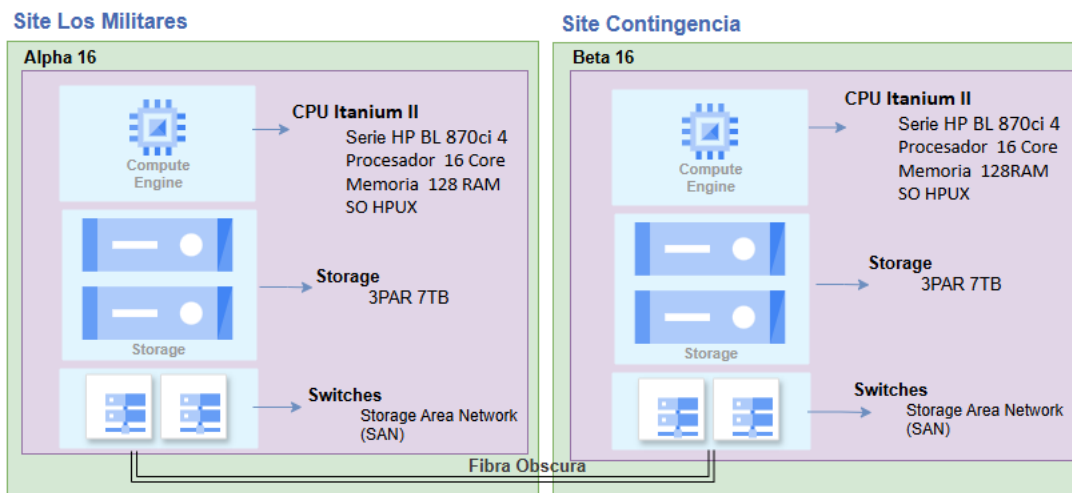 Site Los Militares
Alpha 16
Compute
Engine
CPU Itanium II
Serie HP BL 870ci 4
Procesador 16 Core
Memoria 128 RAM
SO HPUX
Storage
Storage
3PAR 7TB
Switches
Storage Area Network
(SAN)
Site Contingencia
Beta 16
Compute
Engine
CPU Itanium II
Serie HP BL 870ci 4
Procesador 16 Core
Memoria 128RAM
SO HPUX
Storage
Storage
3PAR 7TB
Switches
Storage Area Network
(SAN)
Fibra Obscura